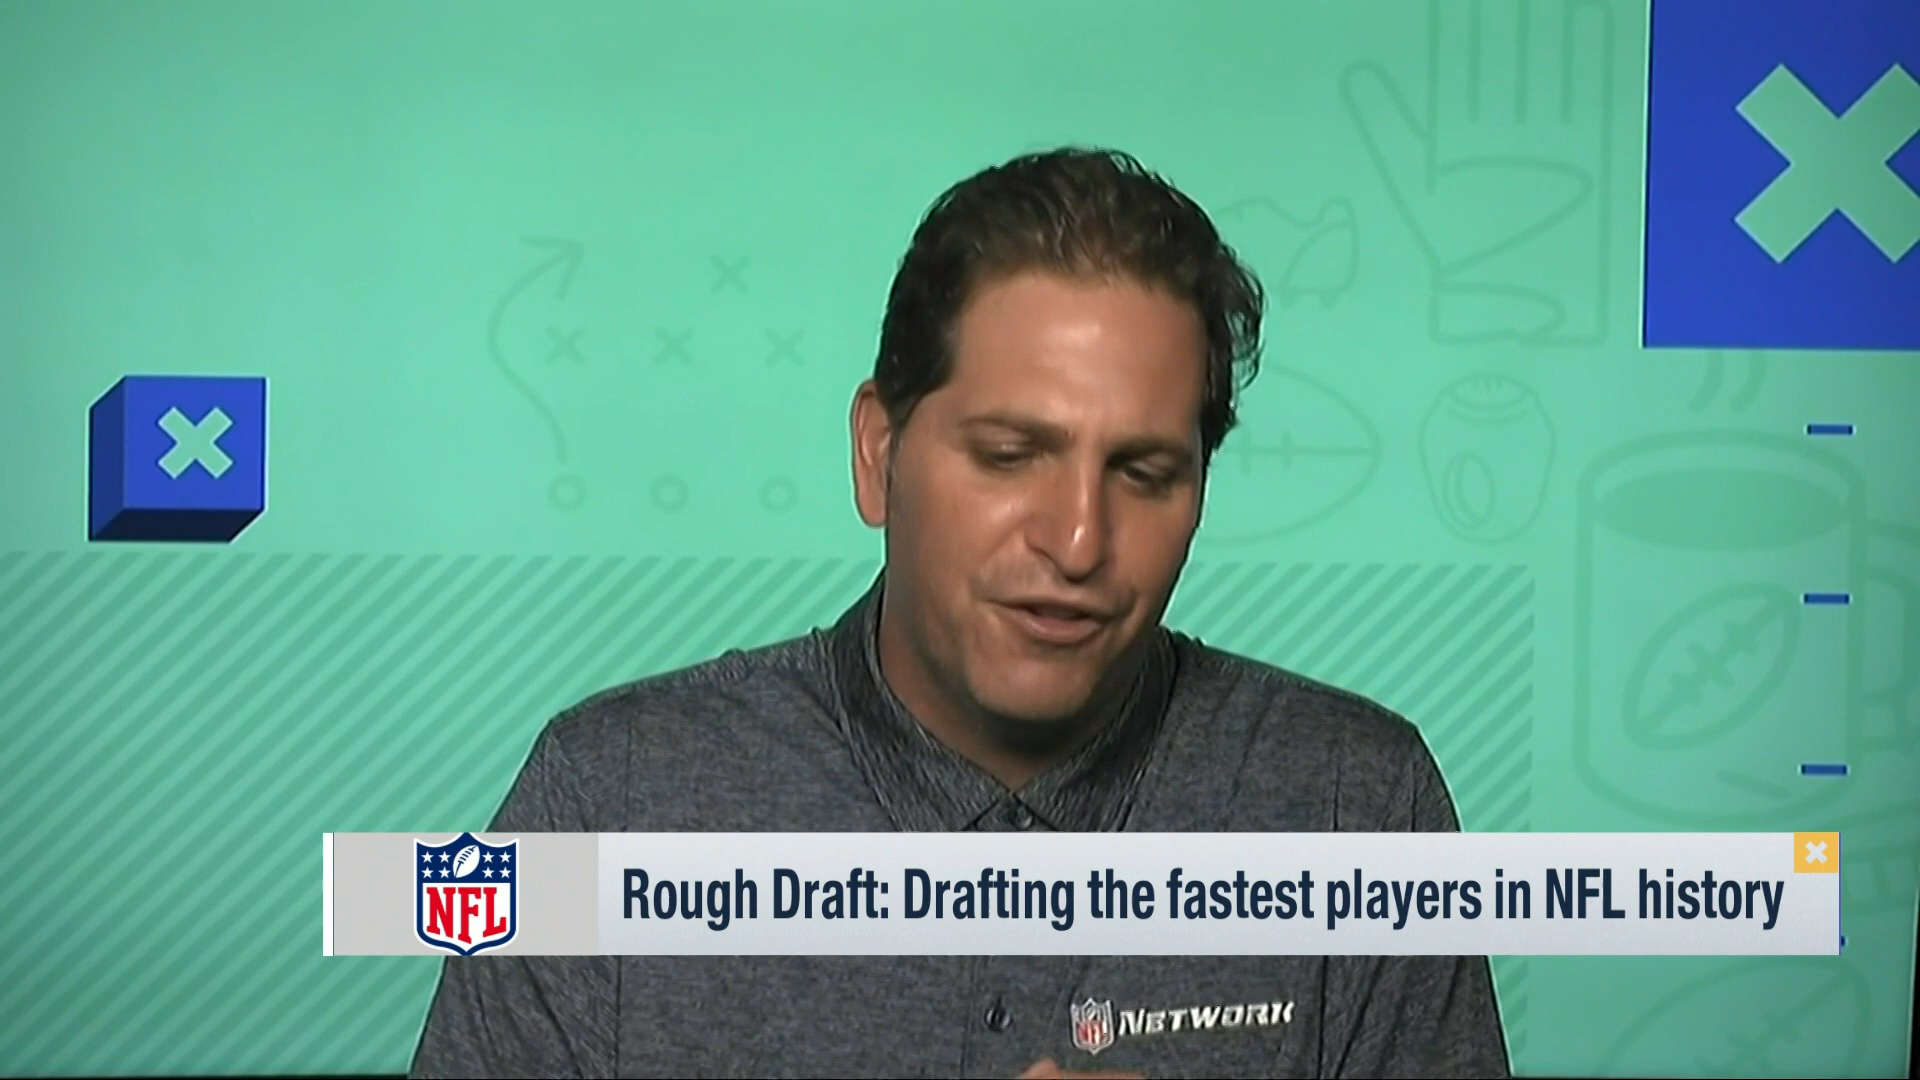 NFL
Rough Draft: Drafting the fastest players in NFL history
NFL NETWORK